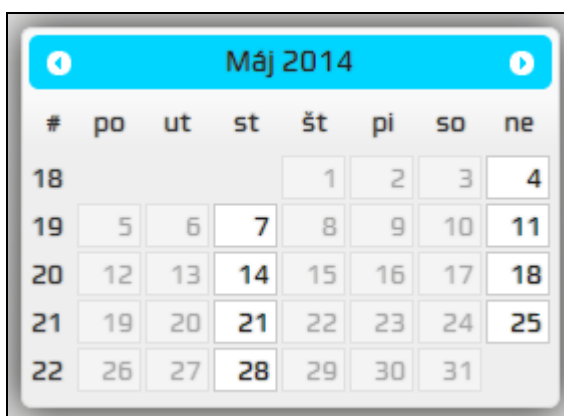 Máj 2014
# po ut st št pi so ne
18 1 2 3 4
19 5 6 7 8 9 10 11
20 12 13 14 15 16 17 18
21 19 20 21 22 23 24 25
22 26 27 28 29 30 31